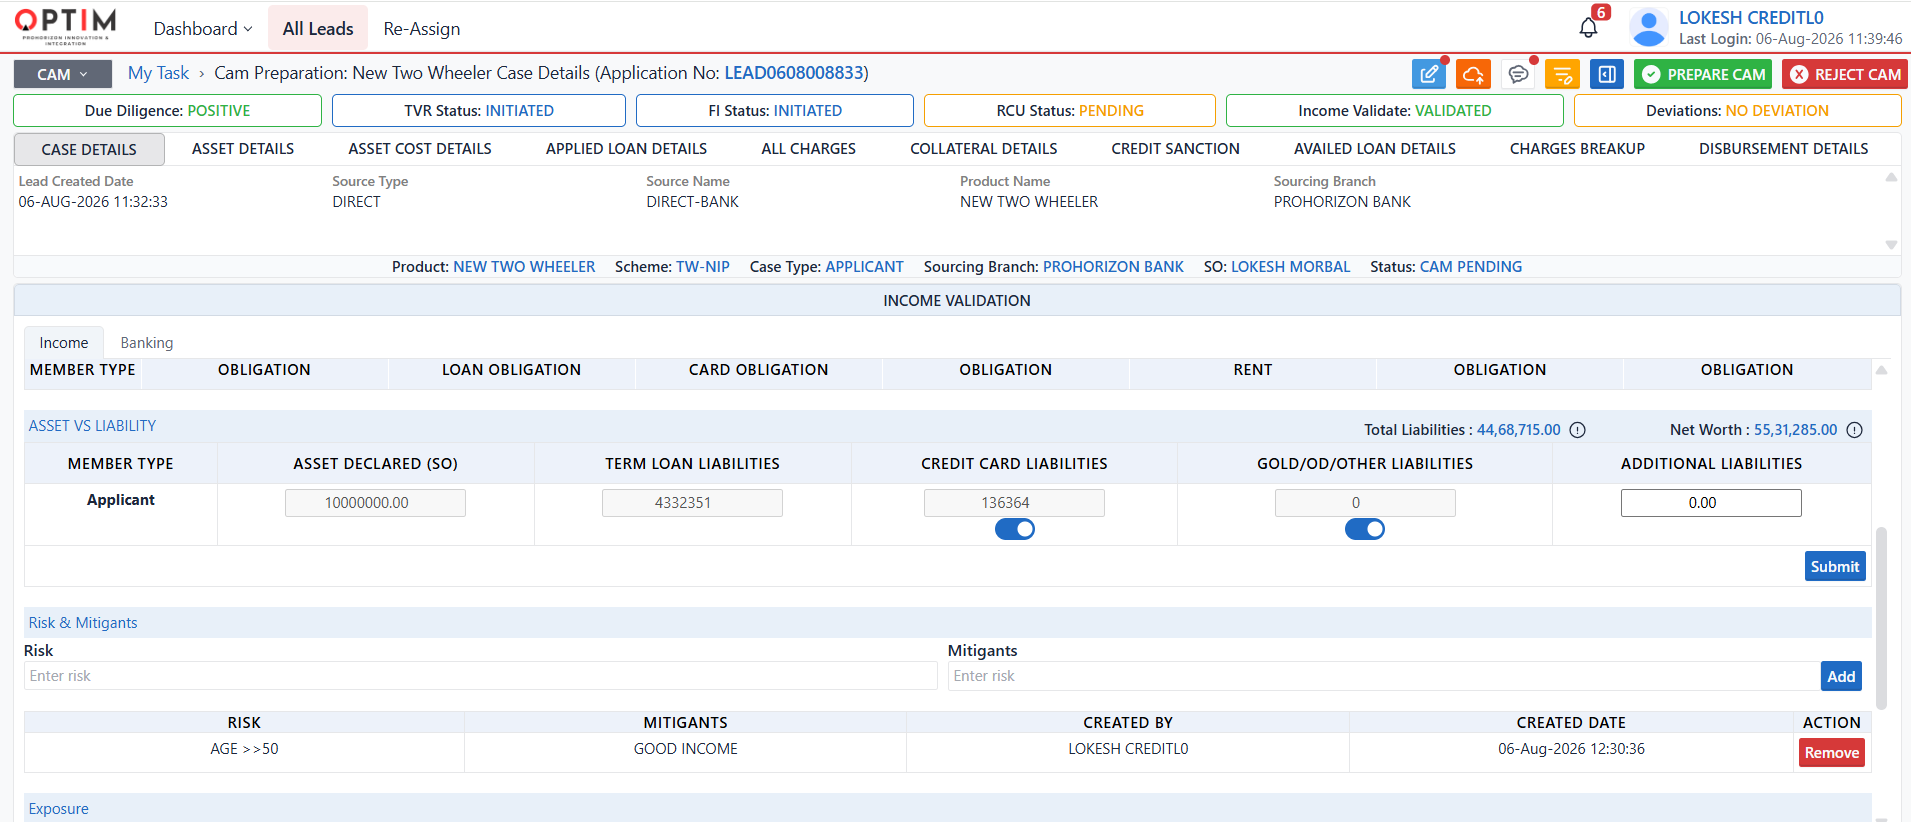 OPTIM
PROHORIZON INNOVATION &
INTEGRATION
Dashboard
All Leads
Re-Assign
6
LOKESH CREDITL0
Last Login: 06-Aug-2026 11:39:46
CAM
My Task › Cam Preparation: New Two Wheeler Case Details (Application No: LEAD0608008833)
PREPARE CAM
REJECT CAM
Due Diligence: POSITIVE
TVR Status: INITIATED
FI Status: INITIATED
RCU Status: PENDING
Income Validate: VALIDATED
Deviations: NO DEVIATION
CASE DETAILS
ASSET DETAILS
ASSET COST DETAILS
APPLIED LOAN DETAILS
ALL CHARGES
COLLATERAL DETAILS
CREDIT SANCTION
AVAILED LOAN DETAILS
CHARGES BREAKUP
DISBURSEMENT DETAILS
Lead Created Date
06-AUG-2026 11:32:33
Source Type
DIRECT
Source Name
DIRECT-BANK
Product Name
NEW TWO WHEELER
Sourcing Branch
PROHORIZON BANK
Product: NEW TWO WHEELER Scheme: TW-NIP Case Type: APPLICANT Sourcing Branch: PROHORIZON BANK SO: LOKESH MORBAL Status: CAM PENDING
INCOME VALIDATION
Income
Banking
MEMBER TYPE OBLIGATION LOAN OBLIGATION CARD OBLIGATION OBLIGATION RENT OBLIGATION OBLIGATION
ASSET VS LIABILITY
Total Liabilities : 44,68,715.00
Net Worth : 55,31,285.00
MEMBER TYPE ASSET DECLARED (SO) TERM LOAN LIABILITIES CREDIT CARD LIABILITIES GOLD/OD/OTHER LIABILITIES ADDITIONAL LIABILITIES
Applicant 10000000.00 4332351 136364 0 0.00
Submit
Risk & Mitigants
Risk
Enter risk
Mitigants
Enter risk
Add
RISK MITIGANTS CREATED BY CREATED DATE ACTION
AGE >>50 GOOD INCOME LOKESH CREDITL0 06-Aug-2026 12:30:36 Remove
Exposure